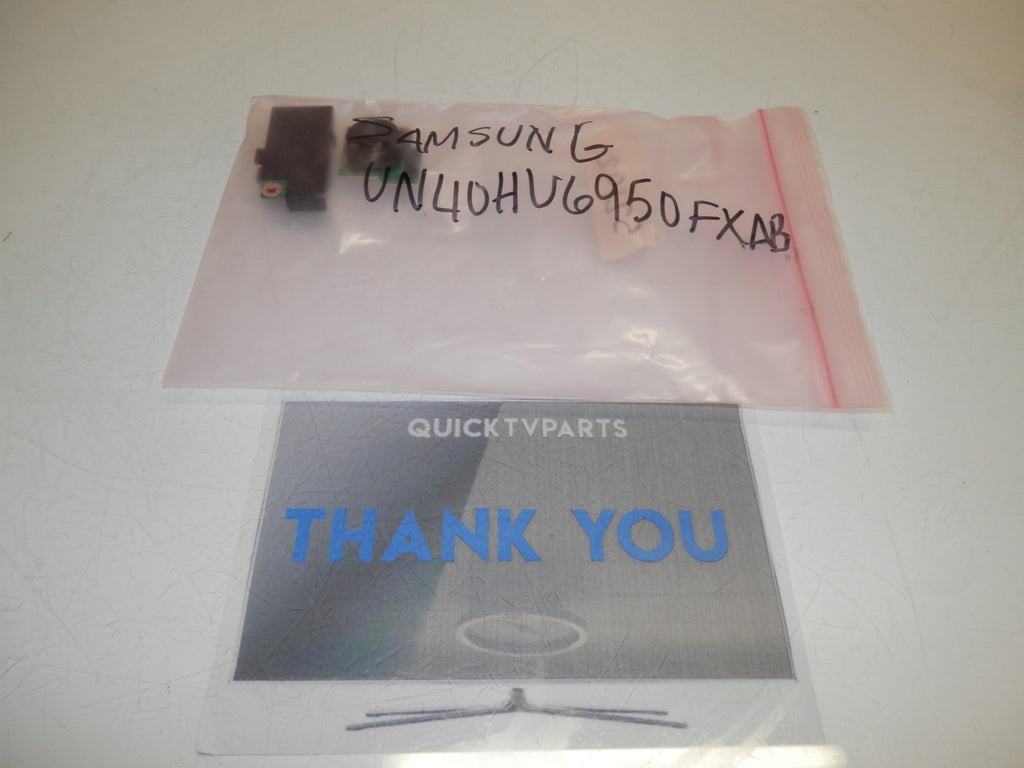 SAMSUNG
UN40HU6950FXAB
QUICKTVPARTS
THANK YOU